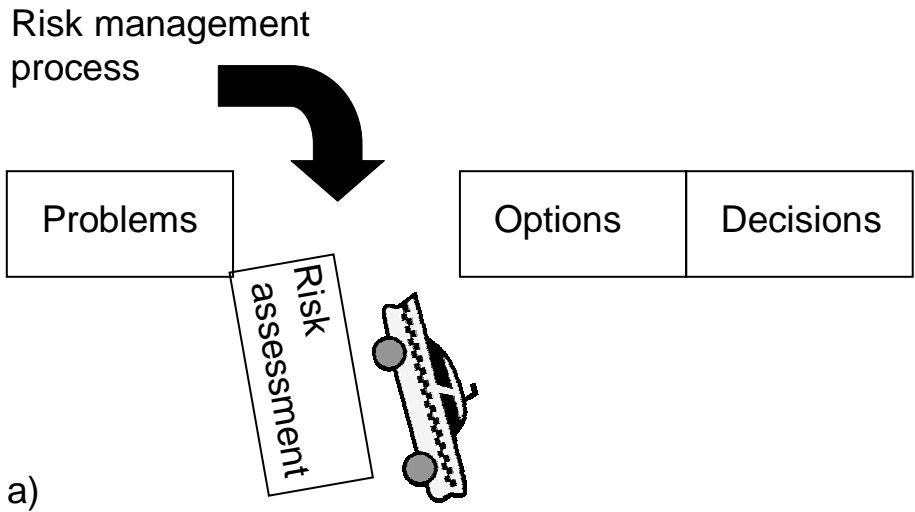 Risk management
process
Problems
Options
Decisions
Risk
assessment
a)